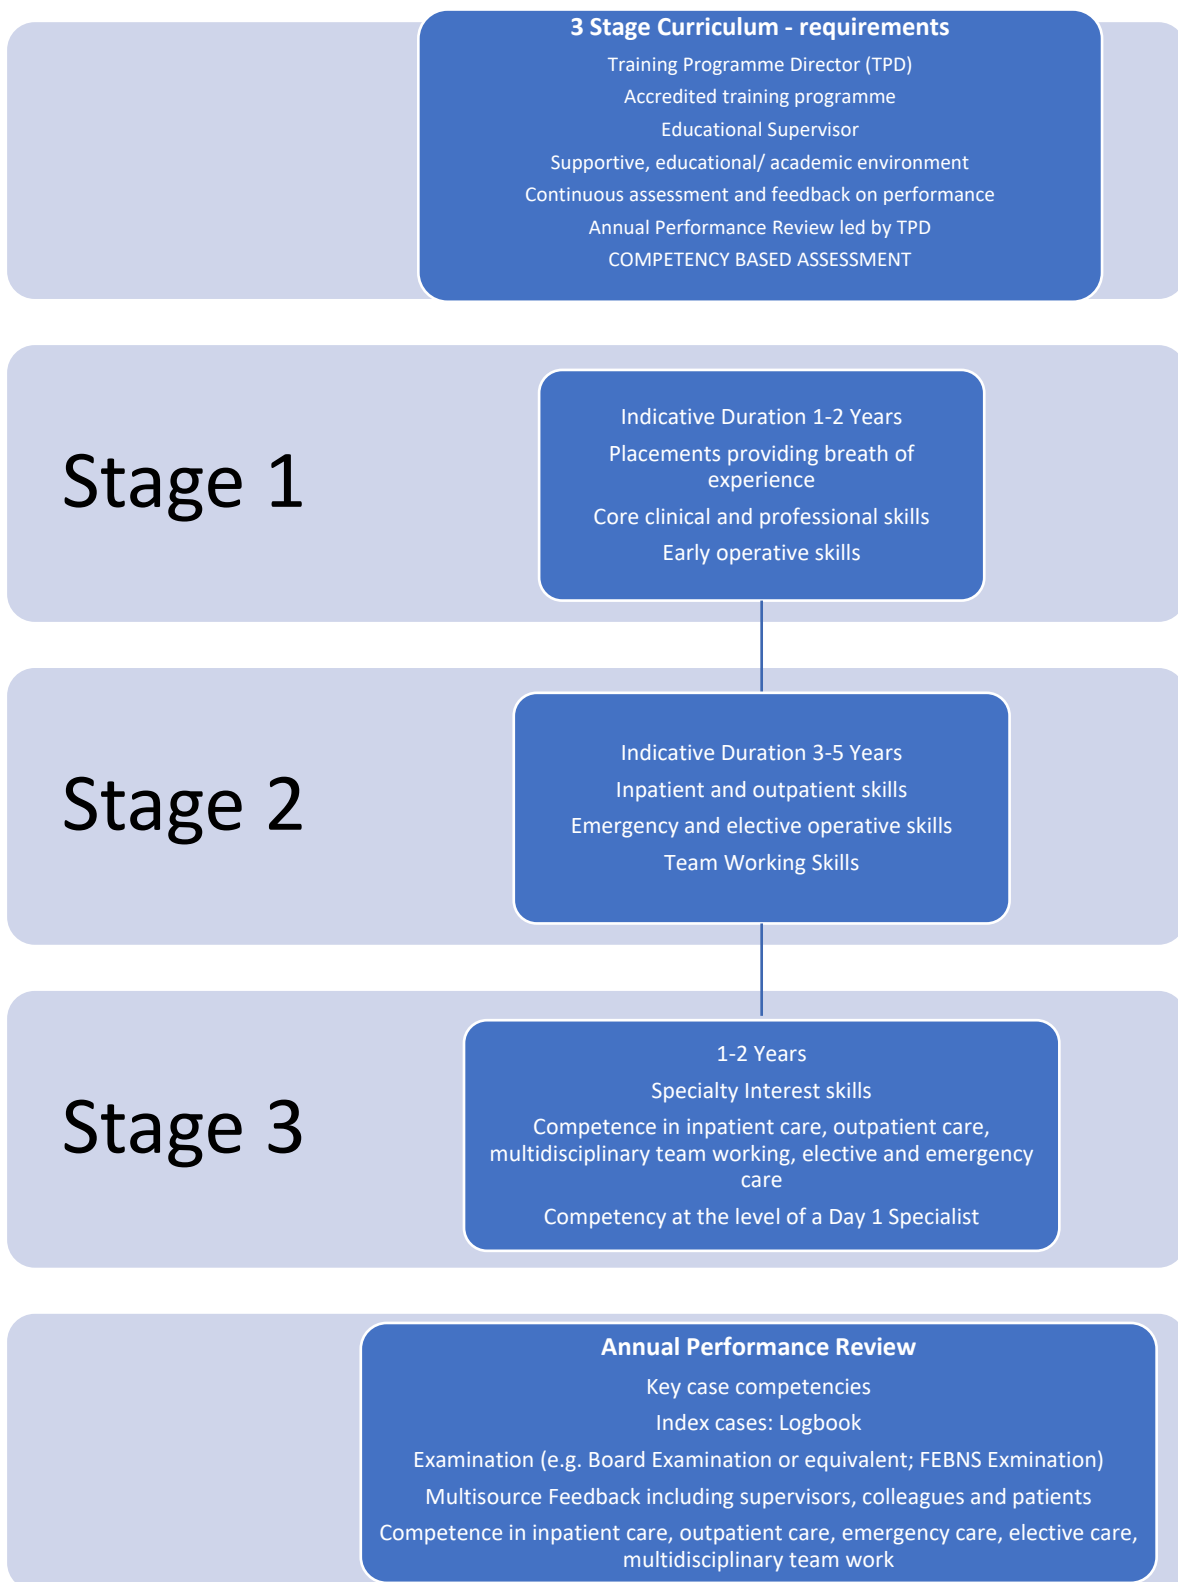 3 Stage Curriculum - requirements
Training Programme Director (TPD)
Accredited training programme
Educational Supervisor
Supportive, educational/ academic environment
Continuous assessment and feedback on performance
Annual Performance Review led by TPD
COMPETENCY BASED ASSESSMENT
Stage 1
Indicative Duration 1-2 Years
Placements providing breath of
experience
Core clinical and professional skills
Early operative skills
Stage 2
Indicative Duration 3-5 Years
Inpatient and outpatient skills
Emergency and elective operative skills
Team Working Skills
Stage 3
1-2 Years
Specialty Interest skills
Competence in inpatient care, outpatient care,
multidisciplinary team working, elective and emergency
care
Competency at the level of a Day 1 Specialist
Annual Performance Review
Key case competencies
Index cases: Logbook
Examination (e.g. Board Examination or equivalent; FEBNS Exmination)
Multisource Feedback including supervisors, colleagues and patients
Competence in inpatient care, outpatient care, emergency care, elective care,
multidisciplinary team work